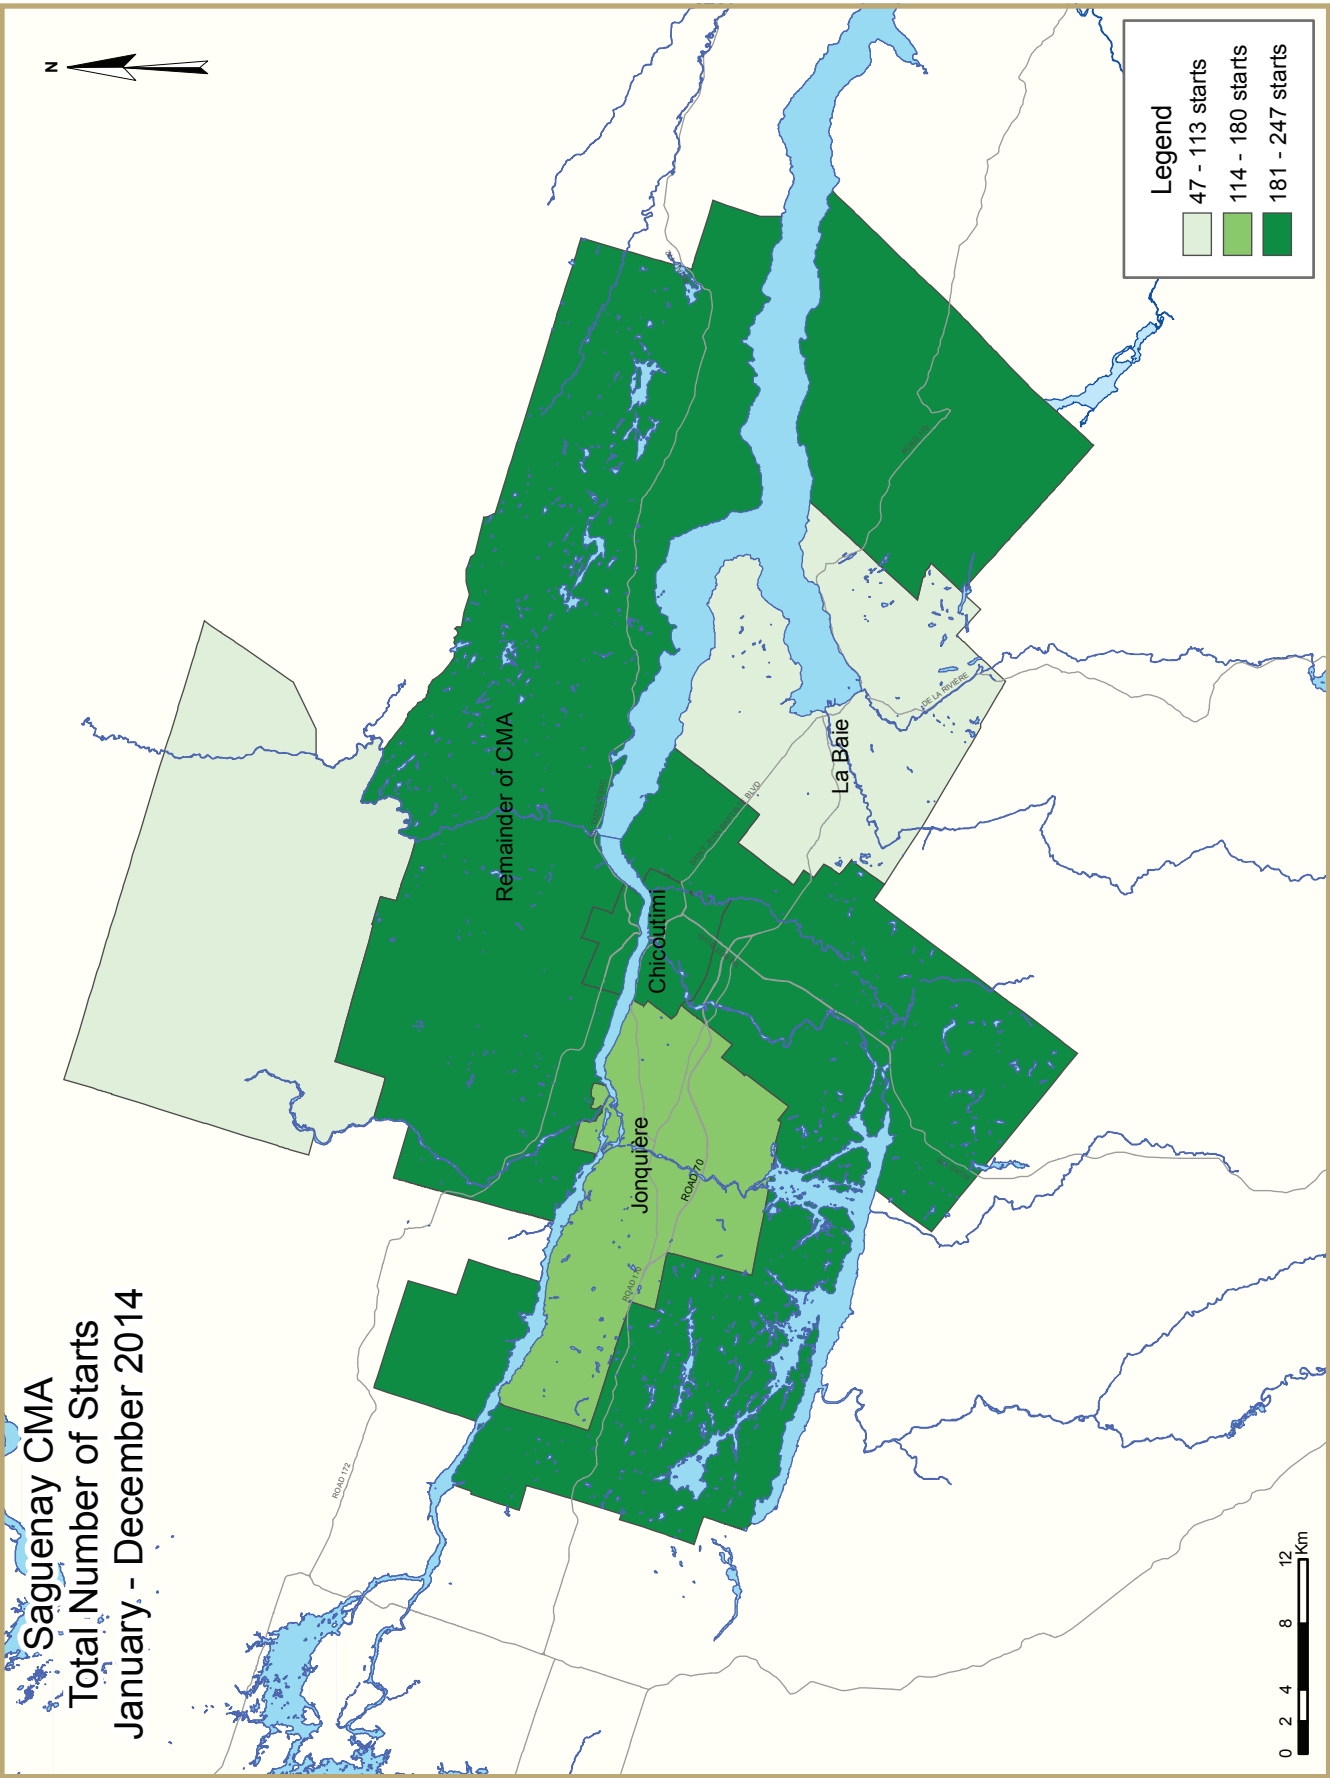 Saguenay CMA
Total Number of Starts
January - December 2014
N
ROAD 172
Remainder of CMA
Chicoutimi
Jonquière
ROAD 70
ROAD 170
La Baie
BLVD
DE LA RIVIÈRE
Legend
47 - 113 starts
114 - 180 starts
181 - 247 starts
0 2 4 8 12
Km